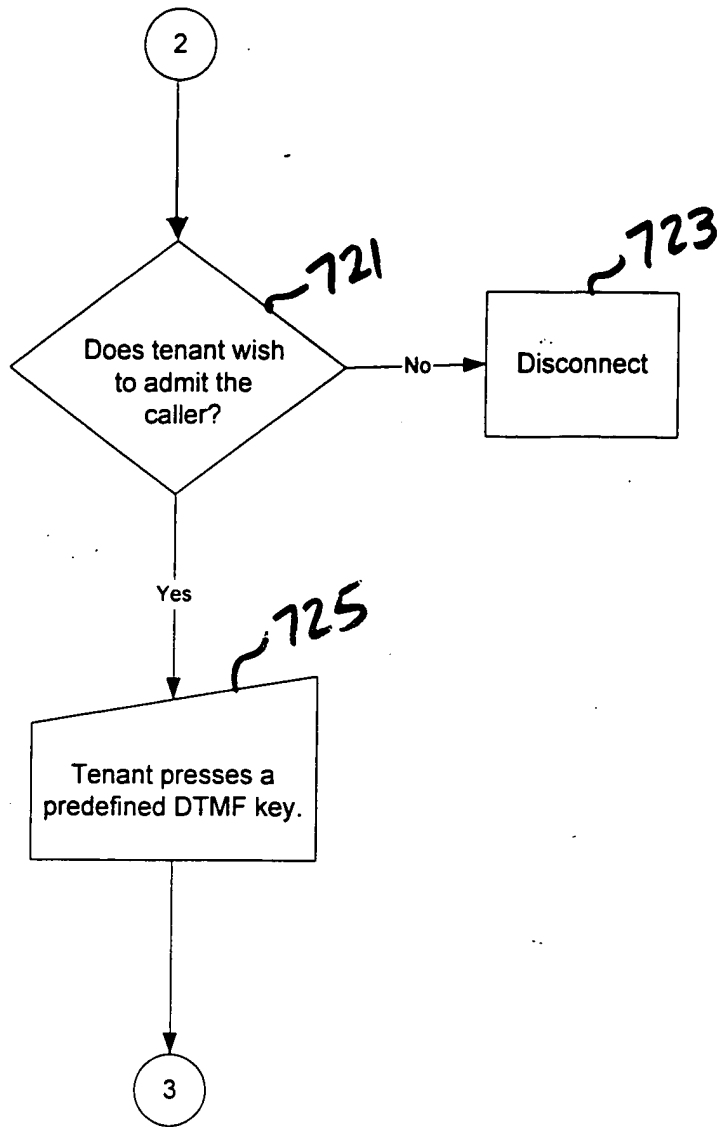 2
721
723
Does tenant wish
to admit the
caller?
No
Disconnect
Yes
725
Tenant presses a
predefined DTMF key.
3